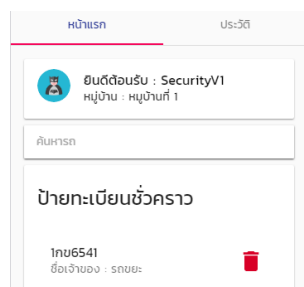 หน้าแรก
ประวัติ
ยินดีต้อนรับ : SecurityV1
หมู่บ้าน : หมูบ้านที่ 1
ค้นหารถ
ป้ายทะเบียนชั่วคราว
1กข6541
ชื่อเจ้าของ : รถขยะ